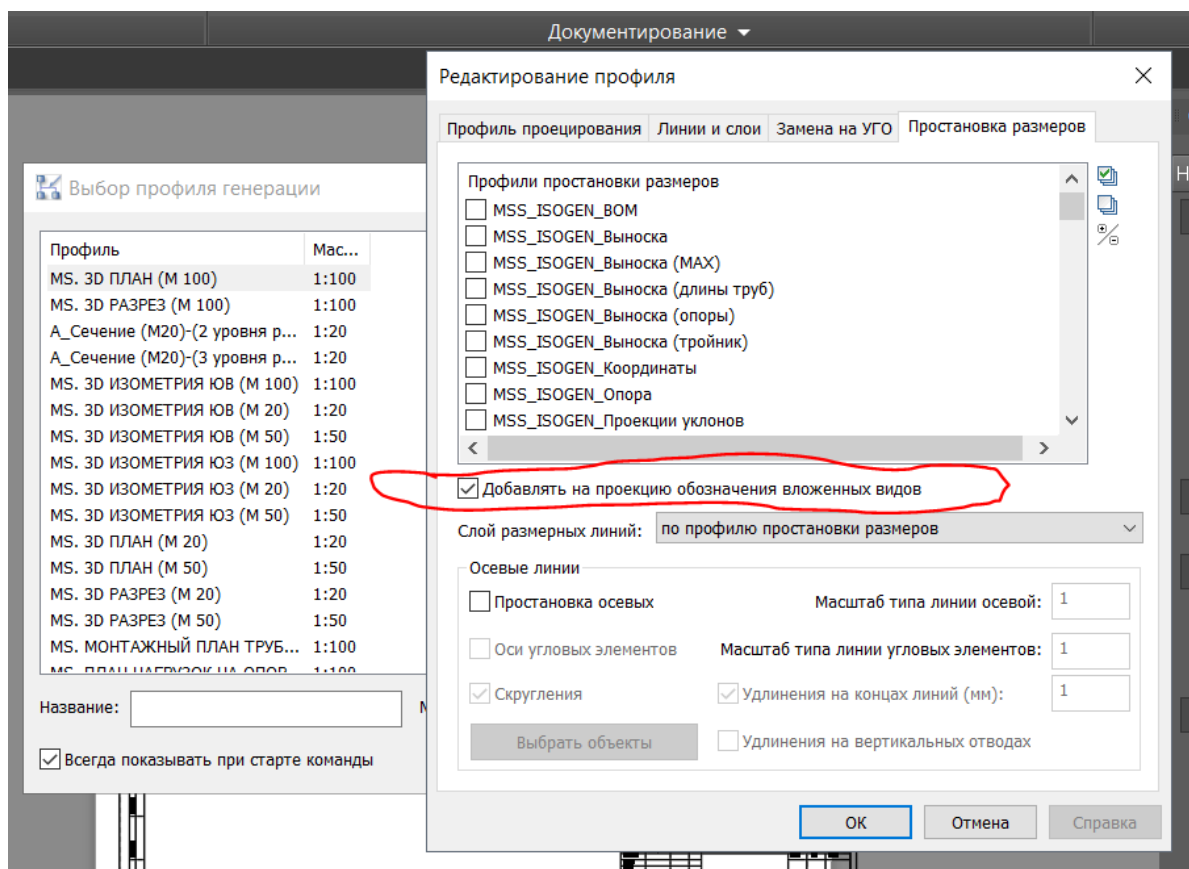 Документирование
Редактирование профиля
Профиль проецирования Линии и слои Замена на УГО Простановка размеров
Профили простановки размеров
MSS_ISOGEN_BOM
MSS_ISOGEN_Выноска
MSS_ISOGEN_Выноска (MAX)
MSS_ISOGEN_Выноска (длины труб)
MSS_ISOGEN_Выноска (опоры)
MSS_ISOGEN_Выноска (тройник)
MSS_ISOGEN_Координаты
MSS_ISOGEN_Опора
MSS_ISOGEN_Проекции уклонов
Добавлять на проекцию обозначения вложенных видов
Слой размерных линий: по профилю простановки размеров
Осевые линии
Простановка осевых Масштаб типа линии осевой: 1
Оси угловых элементов Масштаб типа линии угловых элементов: 1
Скругления Удлинения на концах линий (мм): 1
Выбрать объекты Удлинения на вертикальных отводах
ОК Отмена Справка
Выбор профиля генерации
Профиль Мас...
MS. 3D ПЛАН (М 100) 1:100
MS. 3D РАЗРЕЗ (М 100) 1:100
А_Сечение (М20)-(2 уровня р... 1:20
А_Сечение (М20)-(3 уровня р... 1:20
MS. 3D ИЗОМЕТРИЯ ЮВ (М 100) 1:100
MS. 3D ИЗОМЕТРИЯ ЮВ (М 20) 1:20
MS. 3D ИЗОМЕТРИЯ ЮВ (М 50) 1:50
MS. 3D ИЗОМЕТРИЯ ЮЗ (М 100) 1:100
MS. 3D ИЗОМЕТРИЯ ЮЗ (М 20) 1:20
MS. 3D ИЗОМЕТРИЯ ЮЗ (М 50) 1:50
MS. 3D ПЛАН (М 20) 1:20
MS. 3D ПЛАН (М 50) 1:50
MS. 3D РАЗРЕЗ (М 20) 1:20
MS. 3D РАЗРЕЗ (М 50) 1:50
MS. МОНТАЖНЫЙ ПЛАН ТРУБ... 1:100
Название:
Всегда показывать при старте команды